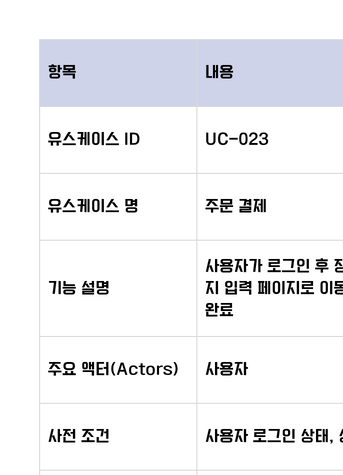 항목 내용
유스케이스 ID UC-023
유스케이스 명 주문 결제
기능 설명 사용자가 로그인 후
지 입력 페이지로
완료
주요 액터(Actors) 사용자
사전 조건 사용자 로그인 상태,